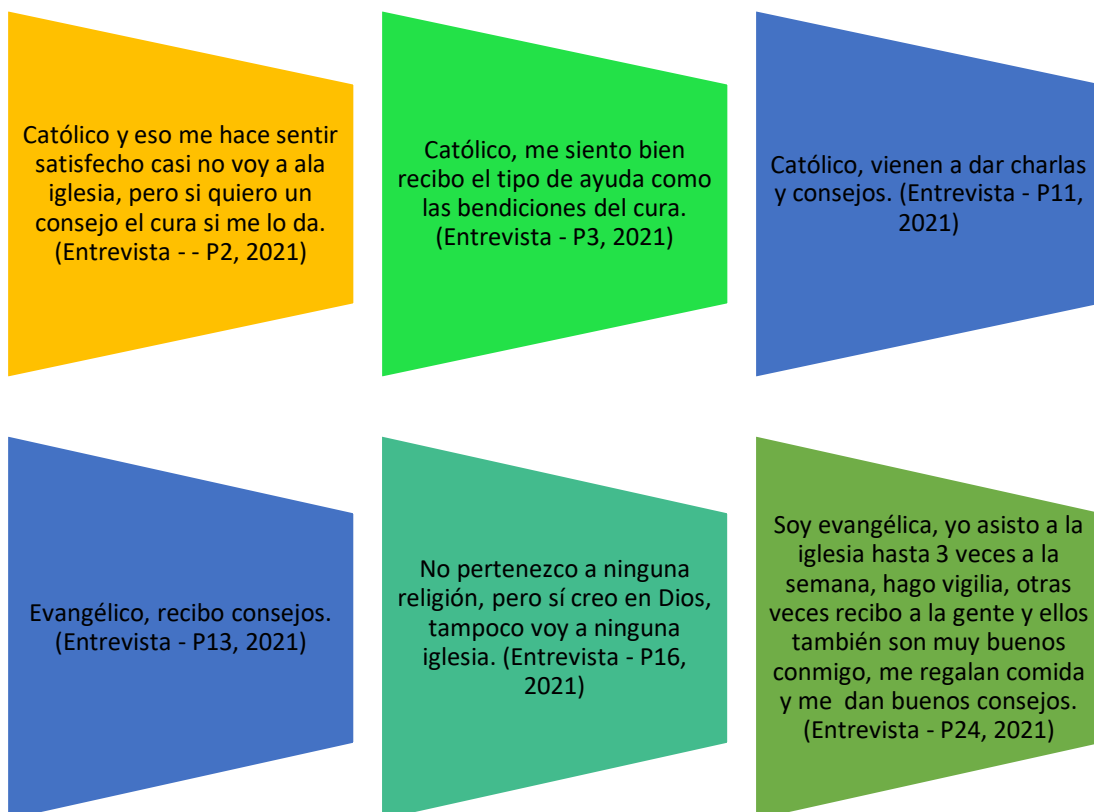 Católico y eso me hace sentir
satisfecho casi no voy a ala
iglesia, pero si quiero un
consejo el cura si me lo da.
(Entrevista - - P2, 2021)
Católico, me siento bien
recibo el tipo de ayuda como
las bendiciones del cura.
(Entrevista - P3, 2021)
Católico, vienen a dar charlas
y consejos. (Entrevista - P11,
2021)
Evangélico, recibo consejos.
(Entrevista - P13, 2021)
No pertenezco a ninguna
religión, pero sí creo en Dios,
tampoco voy a ninguna
iglesia. (Entrevista - P16,
2021)
Soy evangélica, yo asisto a la
iglesia hasta 3 veces a la
semana, hago vigilia, otras
veces recibo a la gente y ellos
también son muy buenos
conmigo, me regalan comida
y me  dan buenos consejos.
(Entrevista - P24, 2021)